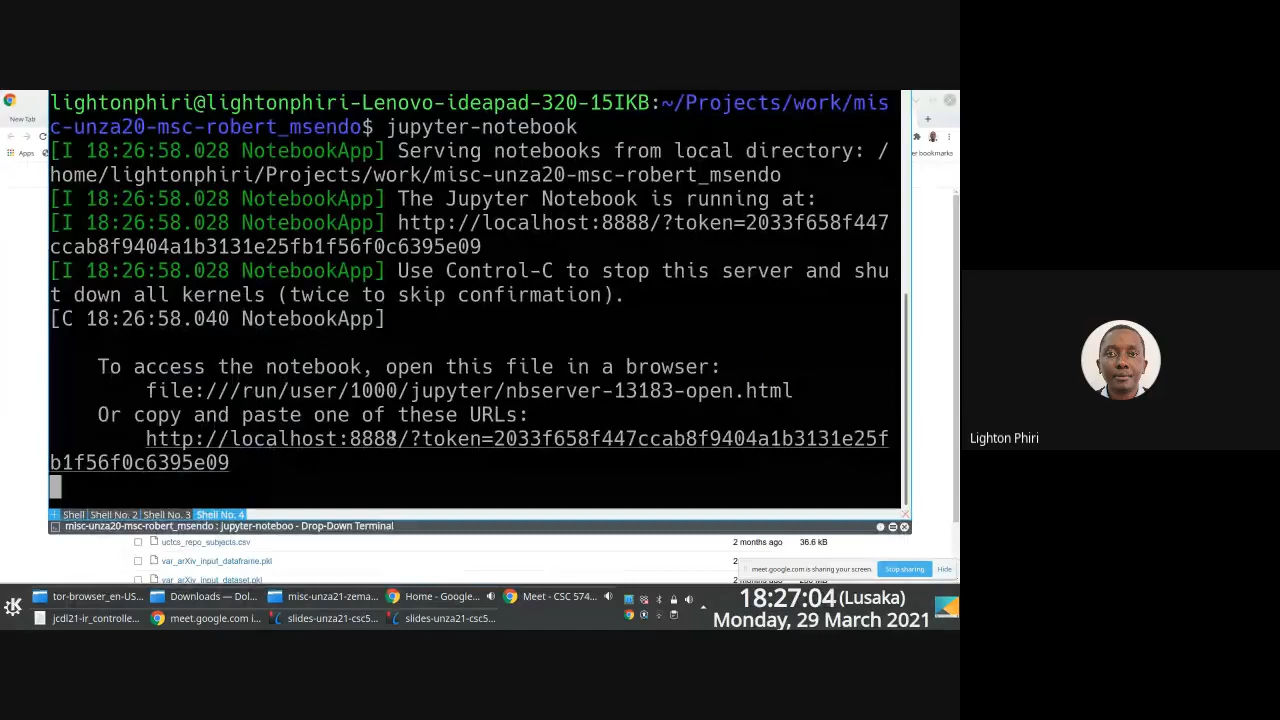 lightonphiri@lightonphiri-Lenovo-ideapad-320-15IKB:~/Projects/work/mis
c-unza20-msc-robert_msendo$ jupyter-notebook
[I 18:26:58.028 NotebookApp] Serving notebooks from local directory: /
home/lightonphiri/Projects/work/misc-unza20-msc-robert_msendo
[I 18:26:58.028 NotebookApp] The Jupyter Notebook is running at:
[I 18:26:58.028 NotebookApp] http://localhost:8888/?token=2033f658f447
ccab8f9404a1b3131e25fb1f56f0c6395e09
[I 18:26:58.028 NotebookApp] Use Control-C to stop this server and shu
t down all kernels (twice to skip confirmation).
[C 18:26:58.040 NotebookApp]
To access the notebook, open this file in a browser:
file:///run/user/1000/jupyter/nbserver-13183-open.html
Or copy and paste one of these URLs:
http://localhost:8888/?token=2033f658f447ccab8f9404a1b3131e25f
b1f56f0c6395e09
New Tab
Apps
er bookmarks
Shell Shell No. 2 Shell No. 3 Shell No. 4
misc-unza20-msc-robert_msendo : jupyter-noteboo - Drop-Down Terminal
uctcs_repo_subjects.csv 2 months ago 36.6 kB
var_arXiv_input_dataframe.pkl
var_arXiv_input_dataset.pkl
meet.google.com is sharing your screen. Stop sharing Hide
tor-browser_en-US... Downloads — Dol... misc-unza21-zema... Home - Google... Meet - CSC 574...
jcdl21-ir_controlle... meet.google.com i... slides-unza21-csc5... slides-unza21-csc5...
18:27:04 (Lusaka)
Monday, 29 March 2021
Lighton Phiri